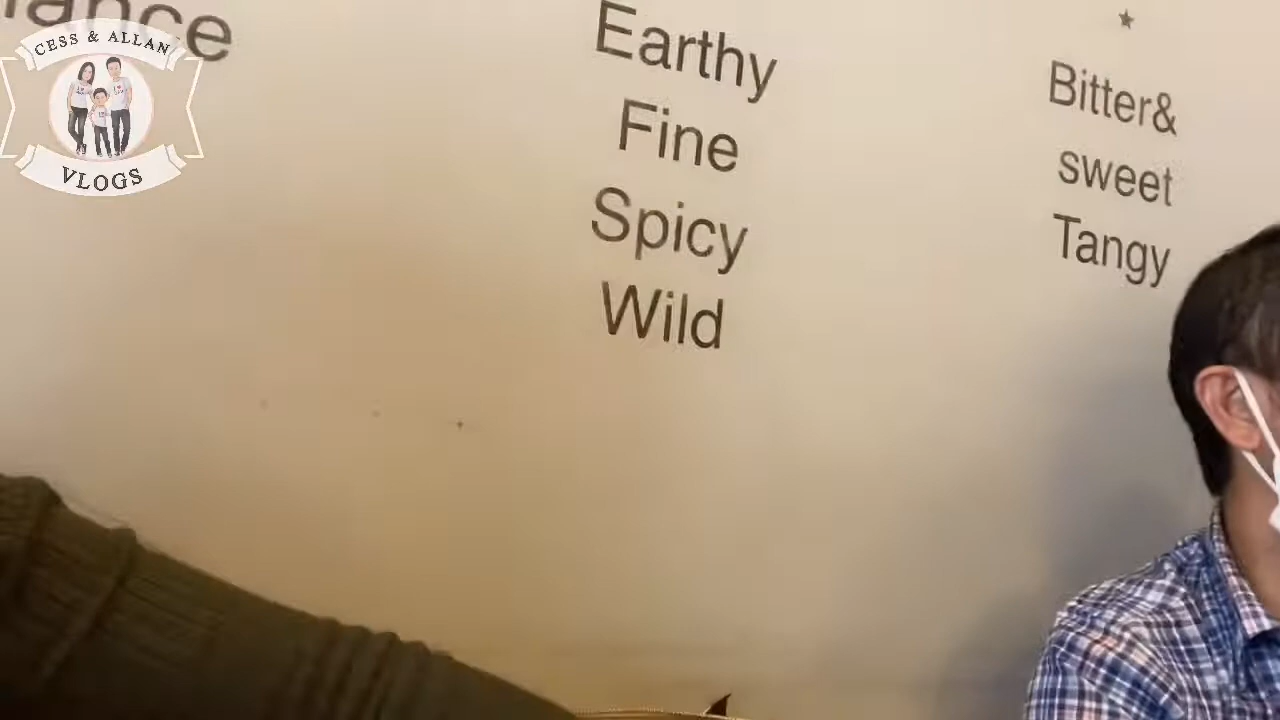 CESS & ALLAN
VLOGS
Earthy
Fine
Spicy
Wild
Bitter&
sweet
Tangy